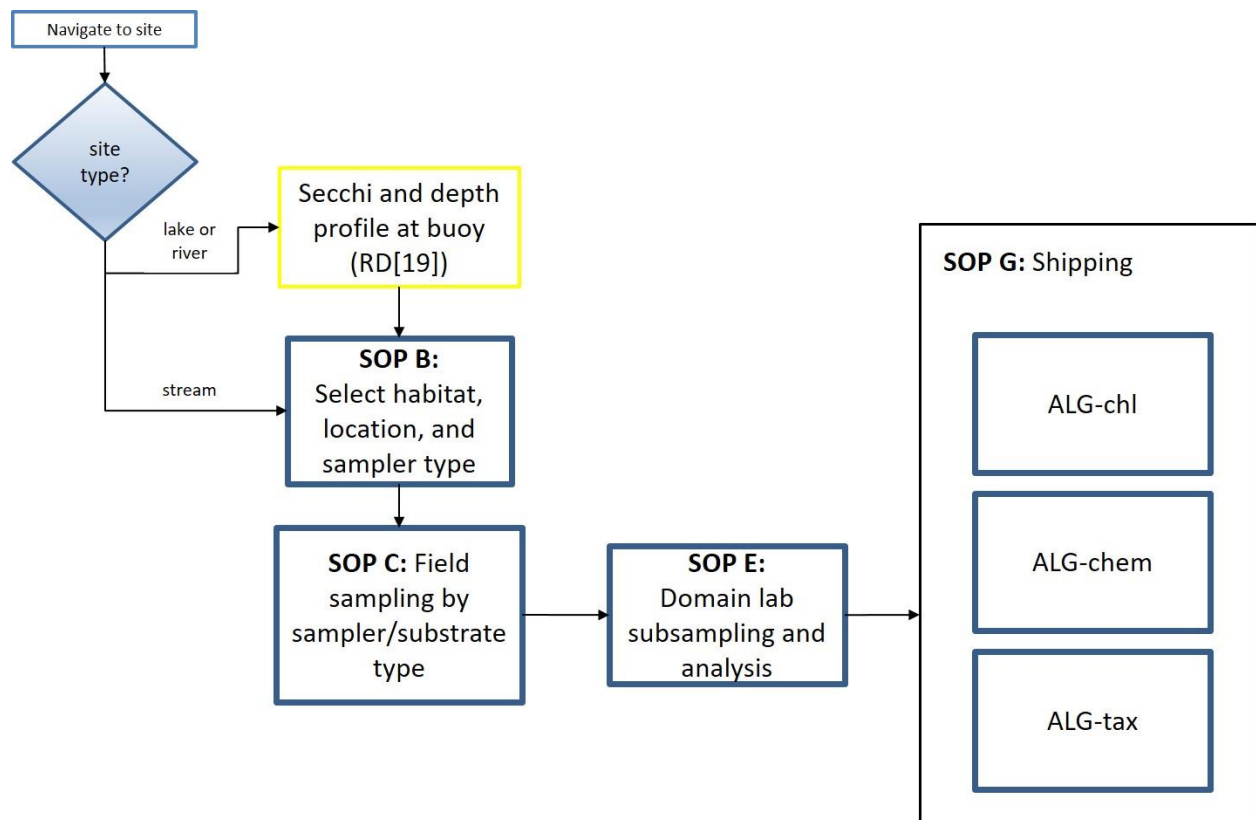 Navigate to site
site
type?
lake or
river
Secchi and depth
profile at buoy
(RD[19])
stream
SOP B:
Select habitat,
location, and
sampler type
SOP C: Field
sampling by
sampler/substrate
type
SOP E:
Domain lab
subsampling and
analysis
SOP G: Shipping
ALG-chl
ALG-chem
ALG-tax